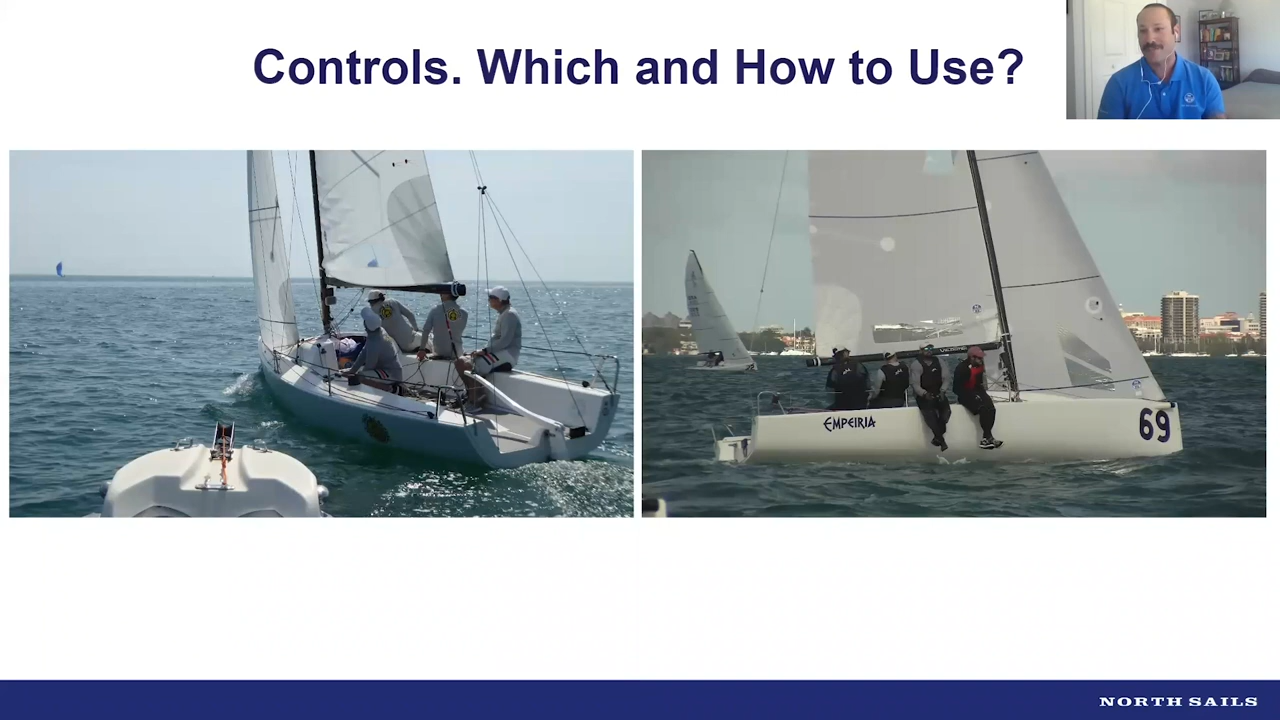 Controls. Which and How to Use?
EMPEIRIA
69
NORTH SAILS